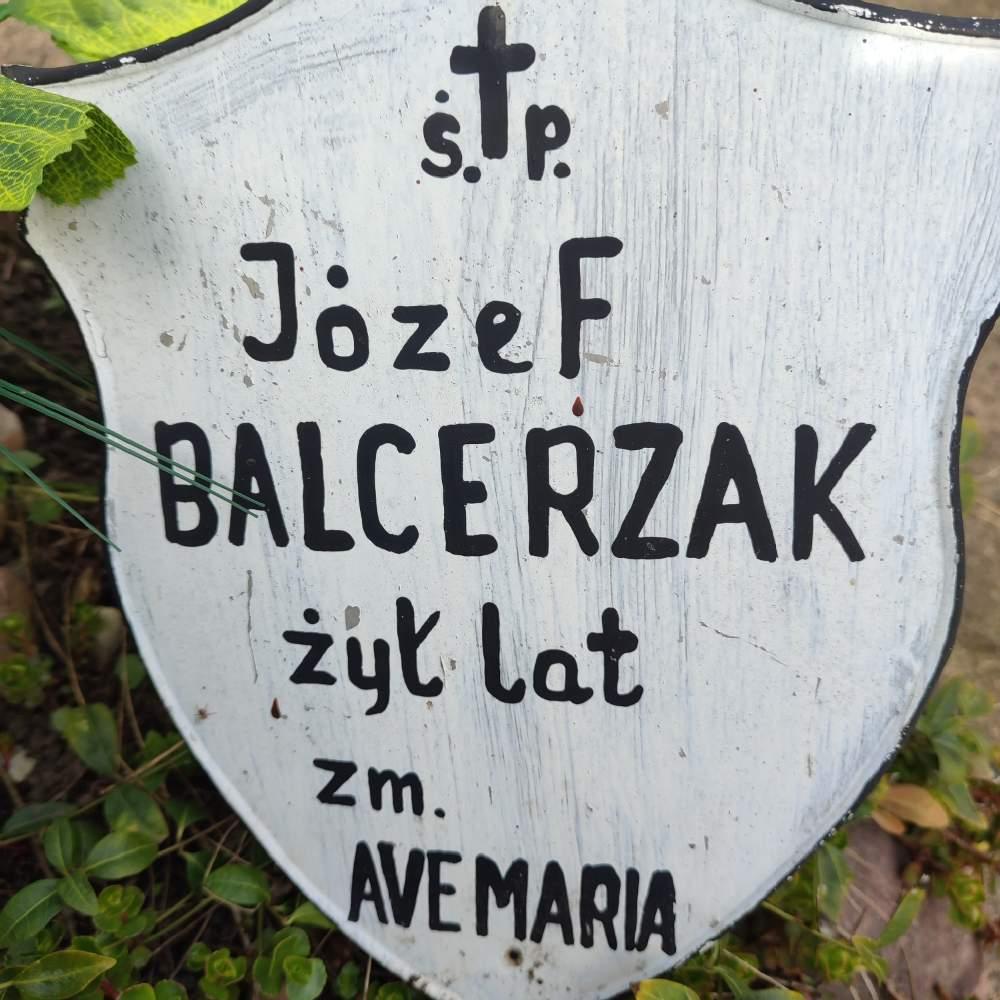 ś.✝p.
Józef
BALCERZAK
żył lat
zm.
AVE MARIA